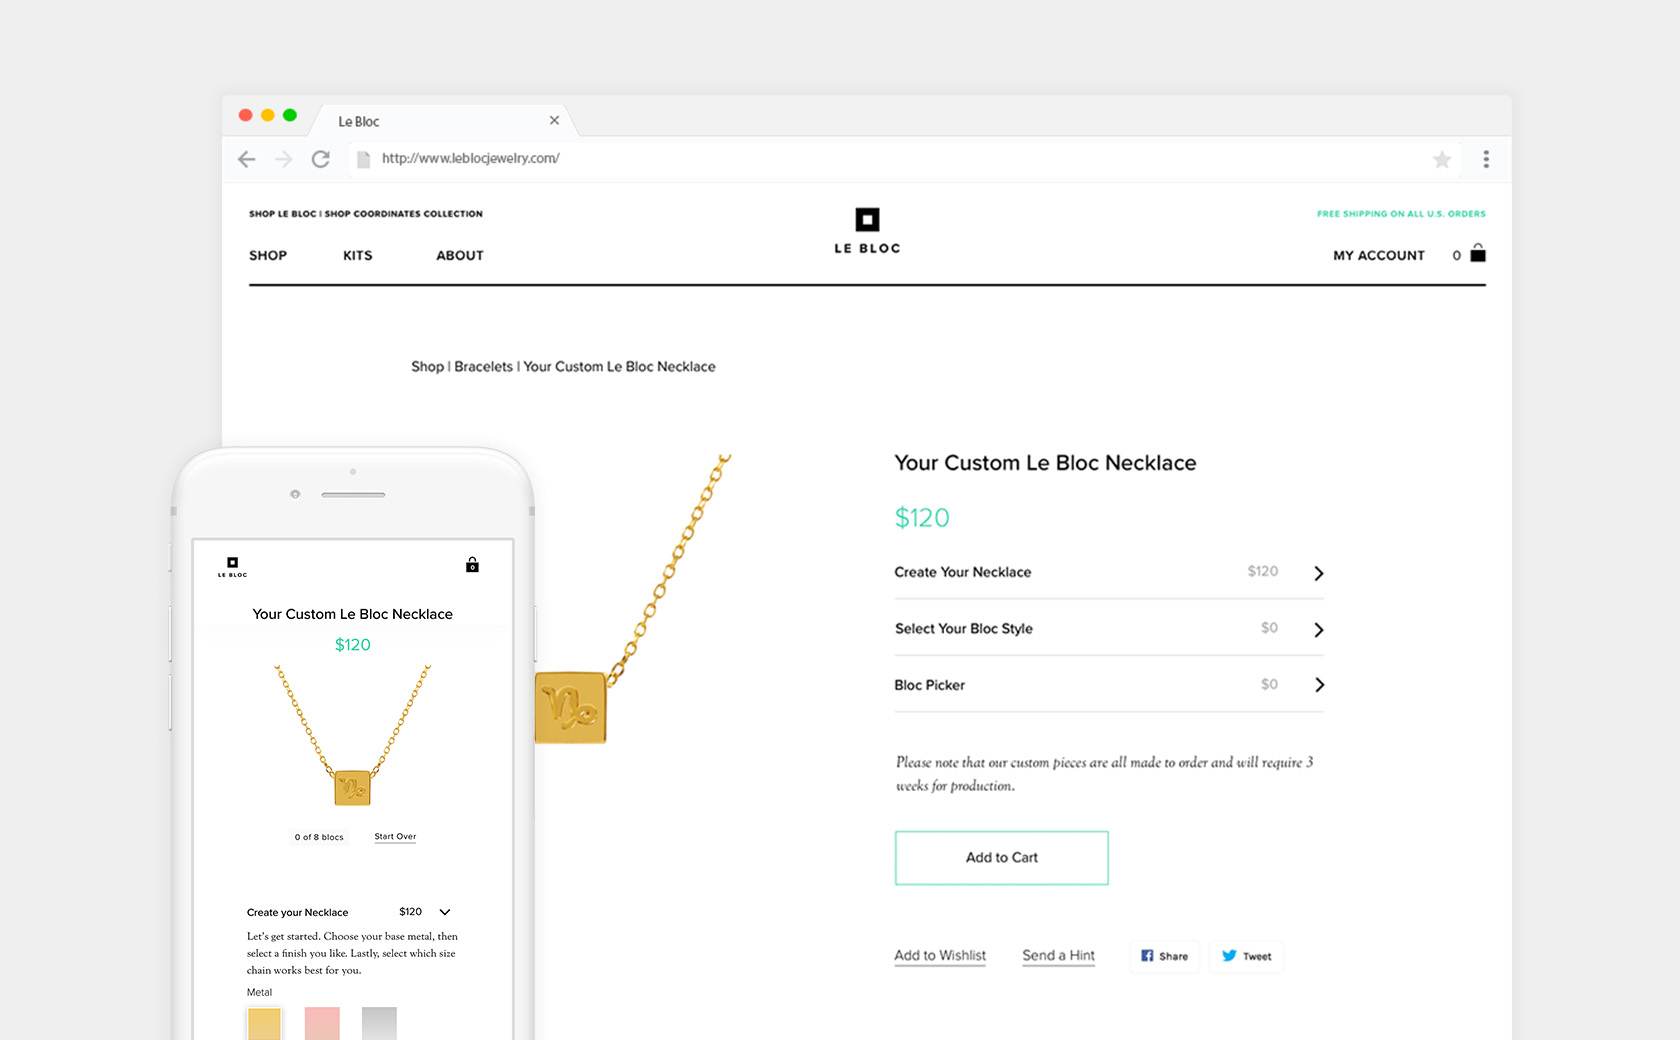 Le Bloc
http://www.leblocjewelry.com/
SHOP LE BLOC | SHOP COORDINATES COLLECTION
FREE SHIPPING ON ALL U.S. ORDERS
SHOP KITS ABOUT
LE BLOC
MY ACCOUNT 0
Shop | Bracelets | Your Custom Le Bloc Necklace
Your Custom Le Bloc Necklace
$120
Create Your Necklace $120
Select Your Bloc Style $0
Bloc Picker $0
Please note that our custom pieces are all made to order and will require 3
weeks for production.
Add to Cart
Add to Wishlist Send a Hint Share Tweet
LE BLOC
0
Your Custom Le Bloc Necklace
$120
0 of 8 blocs Start Over
Create your Necklace $120
Let's get started. Choose your base metal, then
select a finish you like. Lastly, select which size
chain works best for you.
Metal